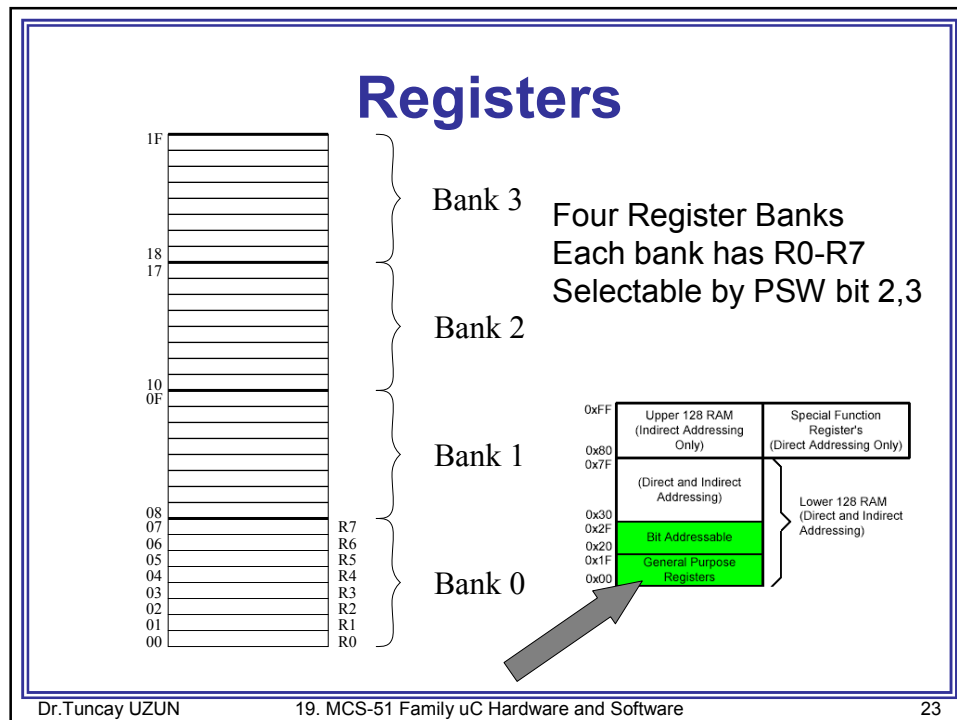 Registers
1F
18
17
10
0F
08
07 R7
06 R6
05 R5
04 R4
03 R3
02 R2
01 R1
00 R0
Bank 3
Bank 2
Bank 1
Bank 0
Four Register Banks
Each bank has R0-R7
Selectable by PSW bit 2,3
0xFF
0x80
0x7F
0x30
0x2F
0x20
0x1F
0x00
Upper 128 RAM
(Indirect Addressing
Only)
Special Function
Register's
(Direct Addressing Only)
(Direct and Indirect
Addressing)
Bit Addressable
General Purpose
Registers
Lower 128 RAM
(Direct and Indirect
Addressing)
Dr.Tuncay UZUN 19. MCS-51 Family uC Hardware and Software 23